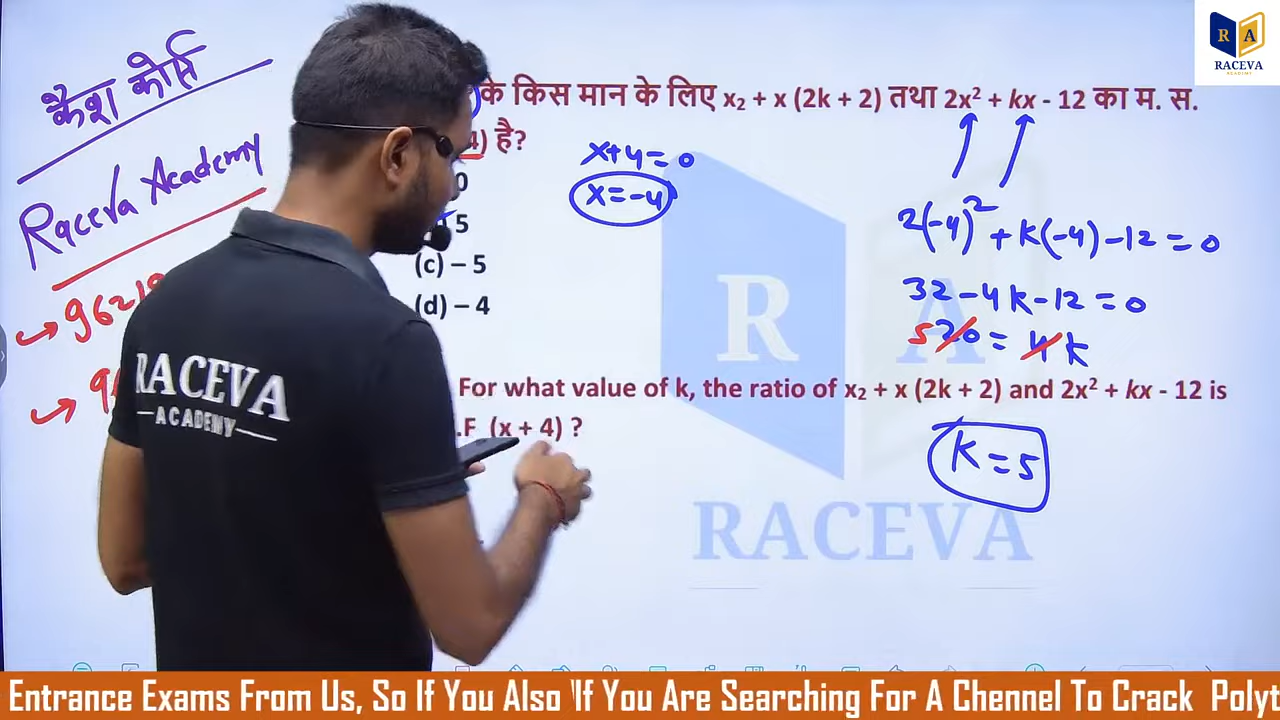 R A
RACEVA
ACADEMY
के किस मान के लिए x₂ + x (2k + 2) तथा 2x² + kx - 12 का म. स.
4) है?
0
5
(c) – 5
(d) – 4
क्रैश कोर्स
Raceva Academy
x+4=0
x=-4
2(-4)² + k(-4) -12 = 0
32 - 4k - 12 = 0
5 20 = 4k
k = 5
For what value of k, the ratio of x₂ + x (2k + 2) and 2x² + kx - 12 is
.F (x + 4) ?
R A
RACEVA
RACEVA
ACADEMY
Entrance Exams From Us, So If You Also 'If You Are Searching For A Chennel To Crack Polyt